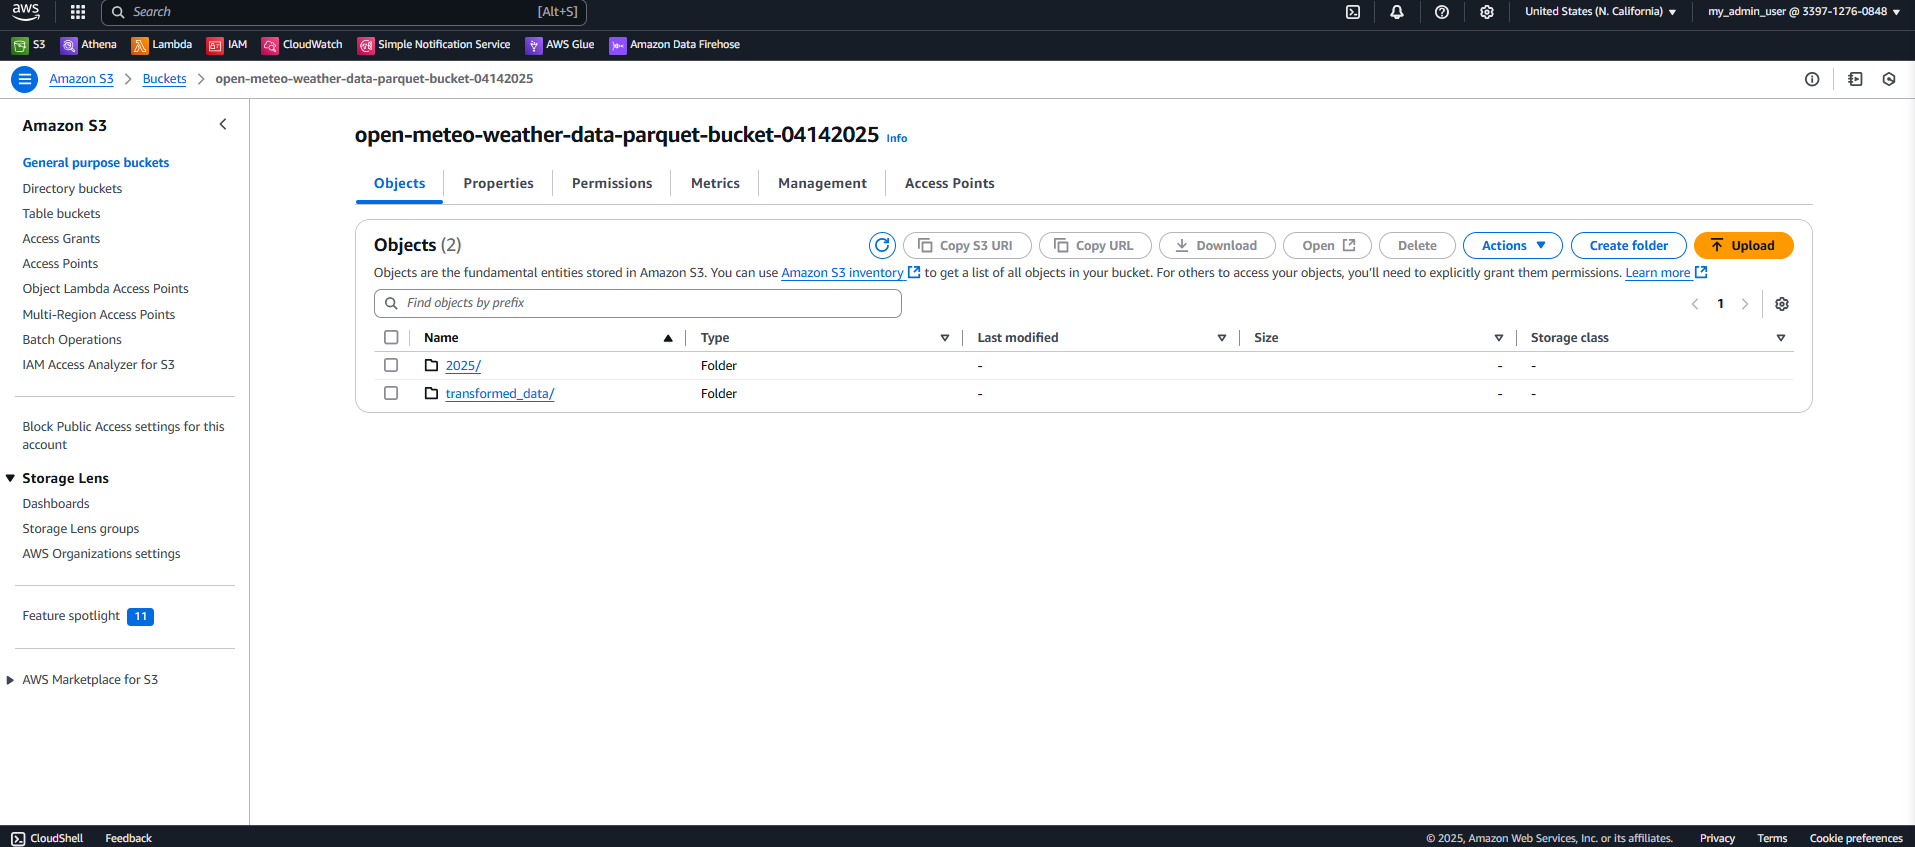 aws Search [Alt+S] United States (N. California) my_admin_user @ 3397-1276-0848
S3 Athena Lambda IAM CloudWatch Simple Notification Service AWS Glue Amazon Data Firehose
Amazon S3 > Buckets > open-meteo-weather-data-parquet-bucket-04142025
Amazon S3
General purpose buckets
Directory buckets
Table buckets
Access Grants
Access Points
Object Lambda Access Points
Multi-Region Access Points
Batch Operations
IAM Access Analyzer for S3
Block Public Access settings for this
account
Storage Lens
Dashboards
Storage Lens groups
AWS Organizations settings
Feature spotlight 11
AWS Marketplace for S3
open-meteo-weather-data-parquet-bucket-04142025 Info
Objects Properties Permissions Metrics Management Access Points
Objects (2) Copy S3 URI Copy URL Download Open Delete Actions Create folder Upload
Objects are the fundamental entities stored in Amazon S3. You can use Amazon S3 inventory to get a list of all objects in your bucket. For others to access your objects, you'll need to explicitly grant them permissions. Learn more
Find objects by prefix 1
Name Type Last modified Size Storage class
2025/ Folder - - -
transformed_data/ Folder - - -
CloudShell Feedback © 2025, Amazon Web Services, Inc. or its affiliates. Privacy Terms Cookie preferences